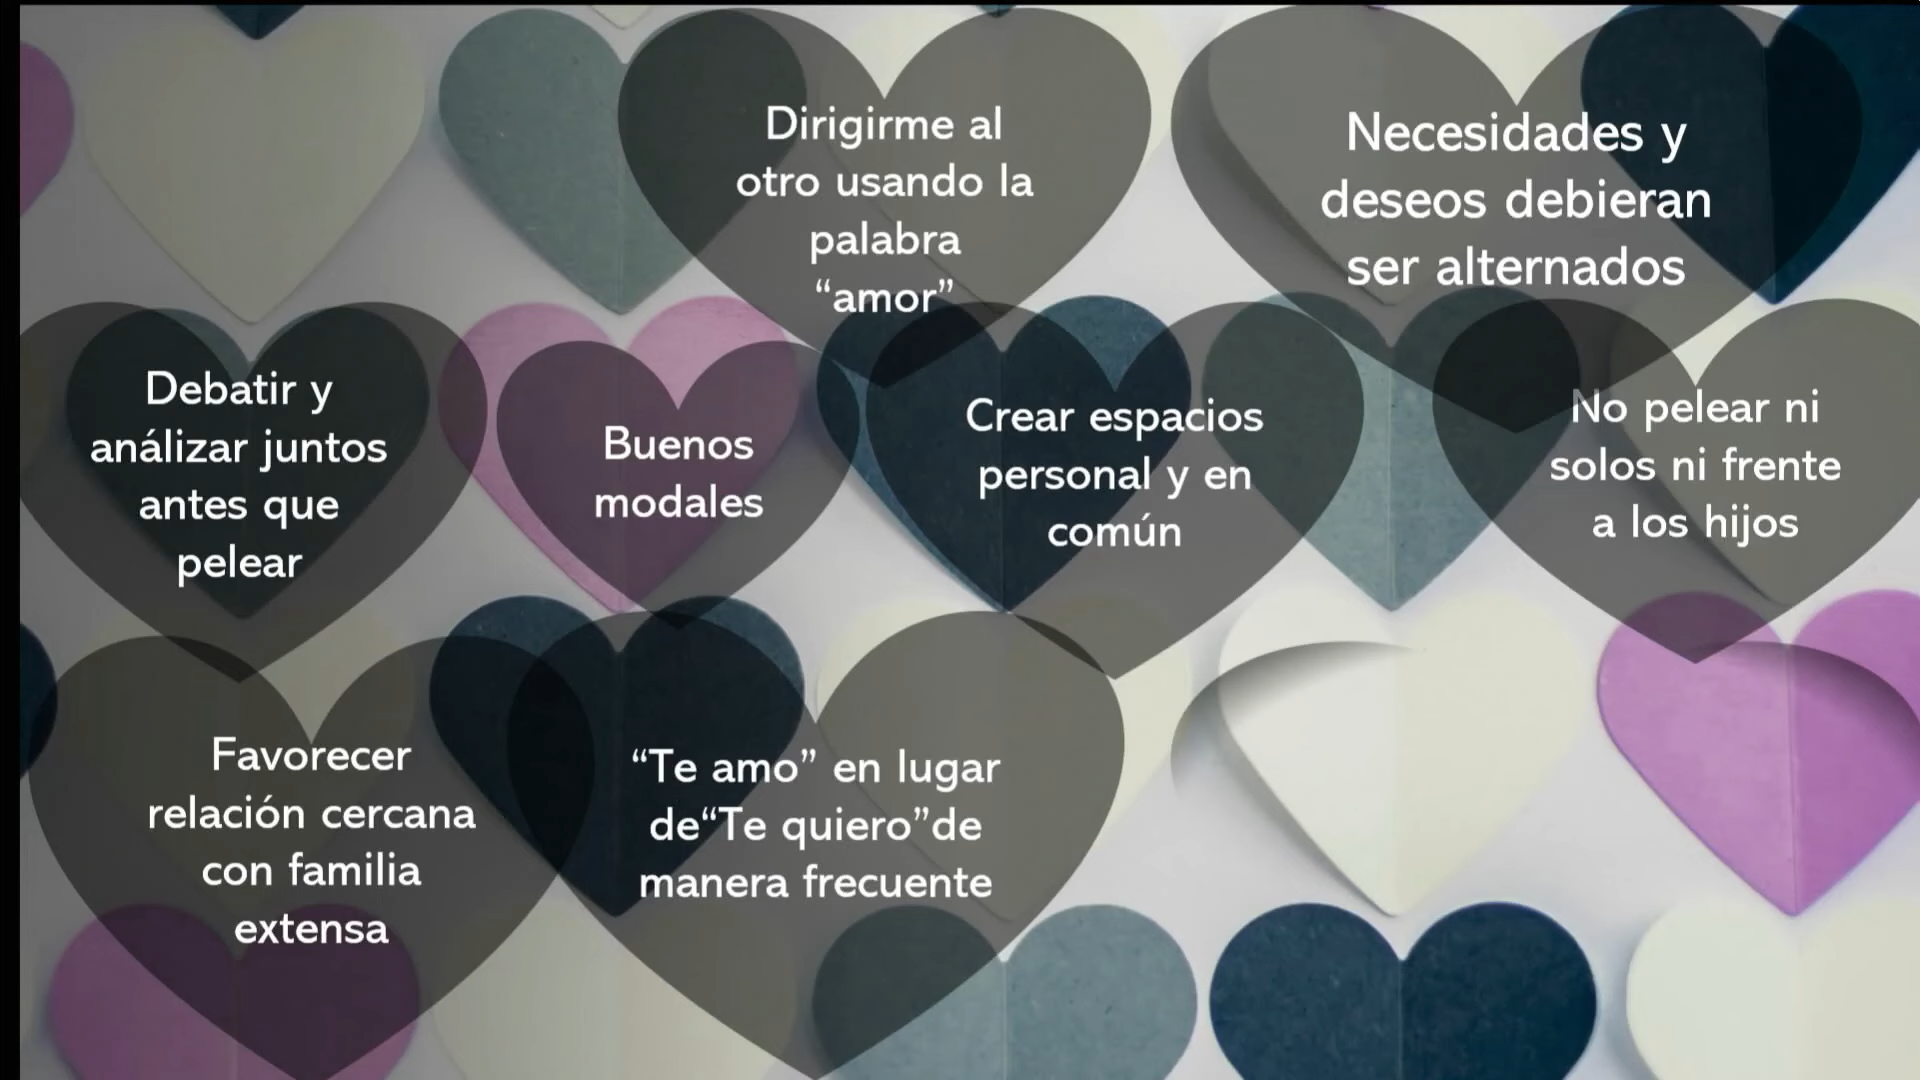 Dirigirme al
otro usando la
palabra
“amor”
Necesidades y
deseos debieran
ser alternados
Debatir y
análizar juntos
antes que
pelear
Buenos
modales
Crear espacios
personal y en
común
No pelear ni
solos ni frente
a los hijos
Favorecer
relación cercana
con familia
extensa
“Te amo” en lugar
de“Te quiero”de
manera frecuente